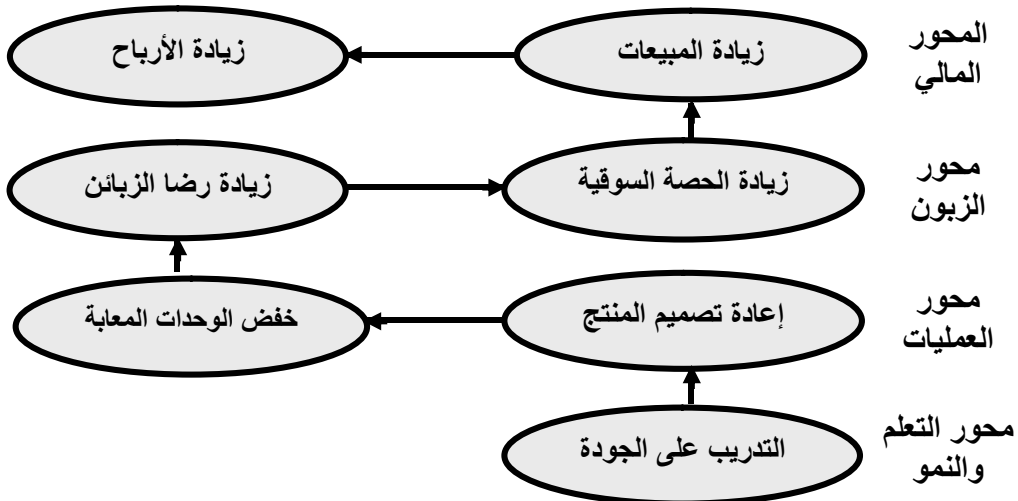 المحور
المالي
زيادة المبيعات
زيادة الأرباح
محور
الزبون
زيادة الحصة السوقية
زيادة رضا الزبائن
محور
العمليات
إعادة تصميم المنتج
خفض الوحدات المعابة
محور التعلم
والنمو
التدريب على الجودة